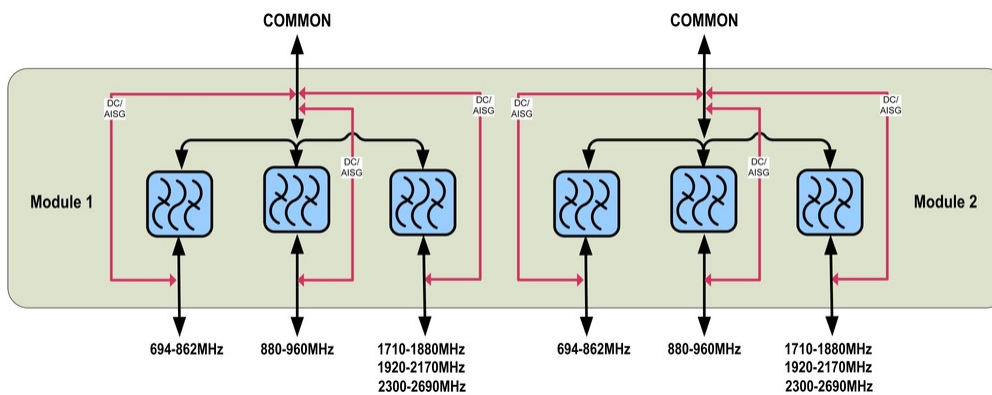 COMMON
COMMON
DC/
AISG
DC/
AISG
DC/
AISG
DC/
AISG
DC/
AISG
DC/
AISG
Module 1
Module 2
694-862MHz
880-960MHz
1710-1880MHz
1920-2170MHz
2300-2690MHz
694-862MHz
880-960MHz
1710-1880MHz
1920-2170MHz
2300-2690MHz